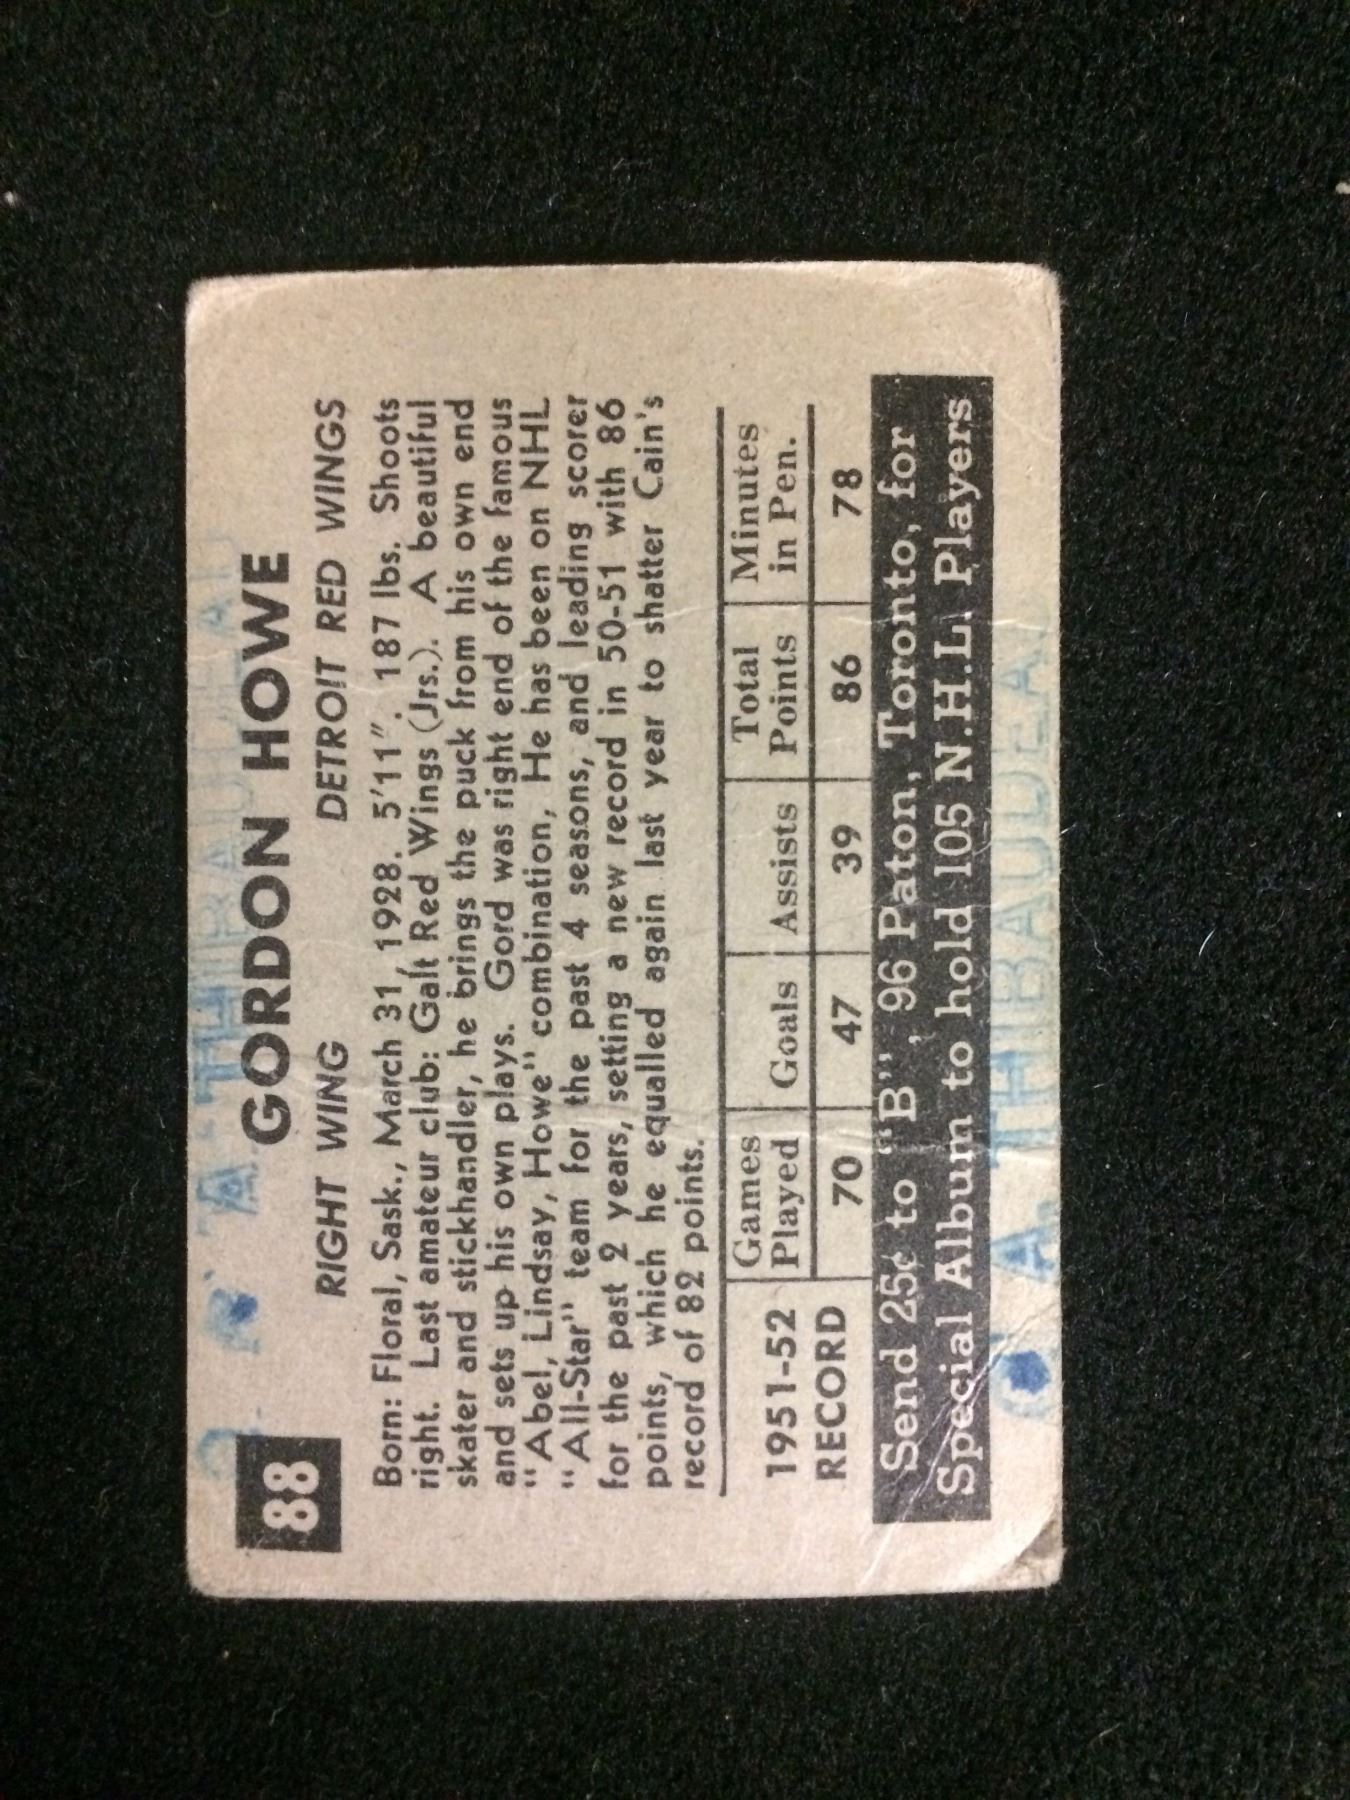 88
GORDON HOWE
RIGHT WING DETROIT RED WINGS
Born: Floral, Sask., March 31, 1928. 5'11". 187 lbs. Shoots
right. Last amateur club: Galt Red Wings (Jrs.). A beautiful
skater and stickhandler, he brings the puck from his own end
and sets up his own plays. Gord was right end of the famous
"Abel, Lindsay, Howe" combination, He has been on NHL
"All-Star" team for the past 4 seasons, and leading scorer
for the past 2 years, setting a new record in 50-51 with 86
points, which he equalled again last year to shatter Cain's
record of 82 points.
1951-52 RECORD
Games Played Goals Assists Total Points Minutes in Pen.
70 47 39 86 78
Send 25¢ to "B", 96 Paton, Toronto, for
Special Album to hold 105 N.H.L. Players
A. THIBAUDEA